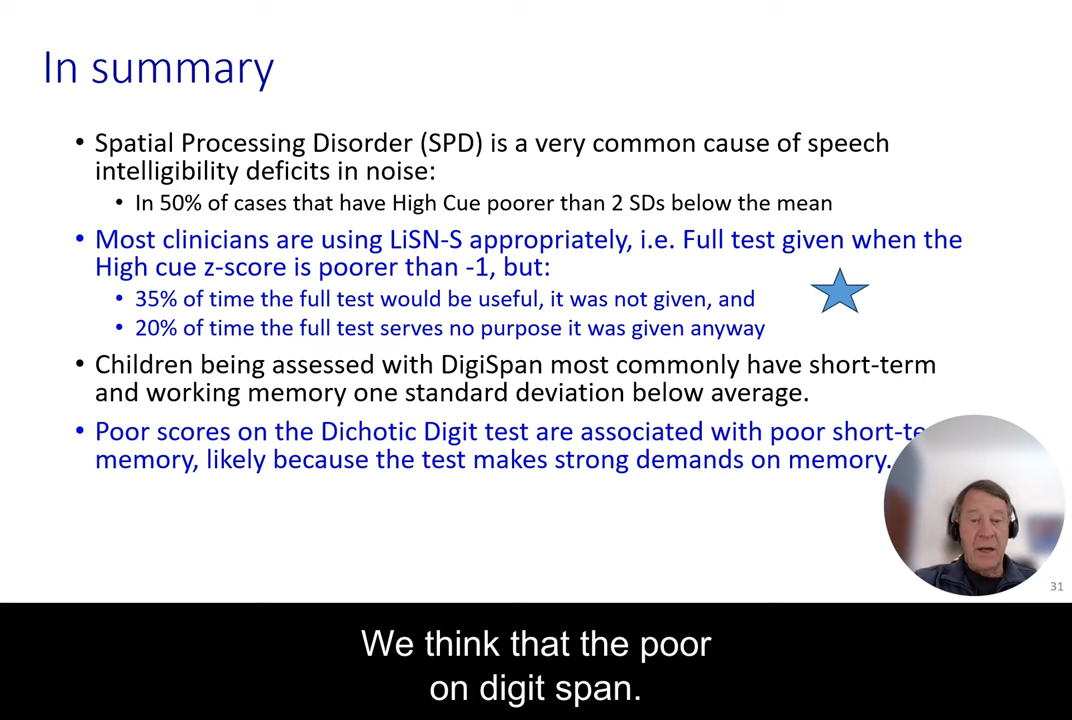 In summary
• Spatial Processing Disorder (SPD) is a very common cause of speech
intelligibility deficits in noise:
• In 50% of cases that have High Cue poorer than 2 SDs below the mean
• Most clinicians are using LiSN-S appropriately, i.e. Full test given when the
High cue z-score is poorer than -1, but:
• 35% of time the full test would be useful, it was not given, and
• 20% of time the full test serves no purpose it was given anyway
• Children being assessed with DigiSpan most commonly have short-term
and working memory one standard deviation below average.
• Poor scores on the Dichotic Digit test are associated with poor short-te
memory, likely because the test makes strong demands on memory.
31
We think that the poor
on digit span.